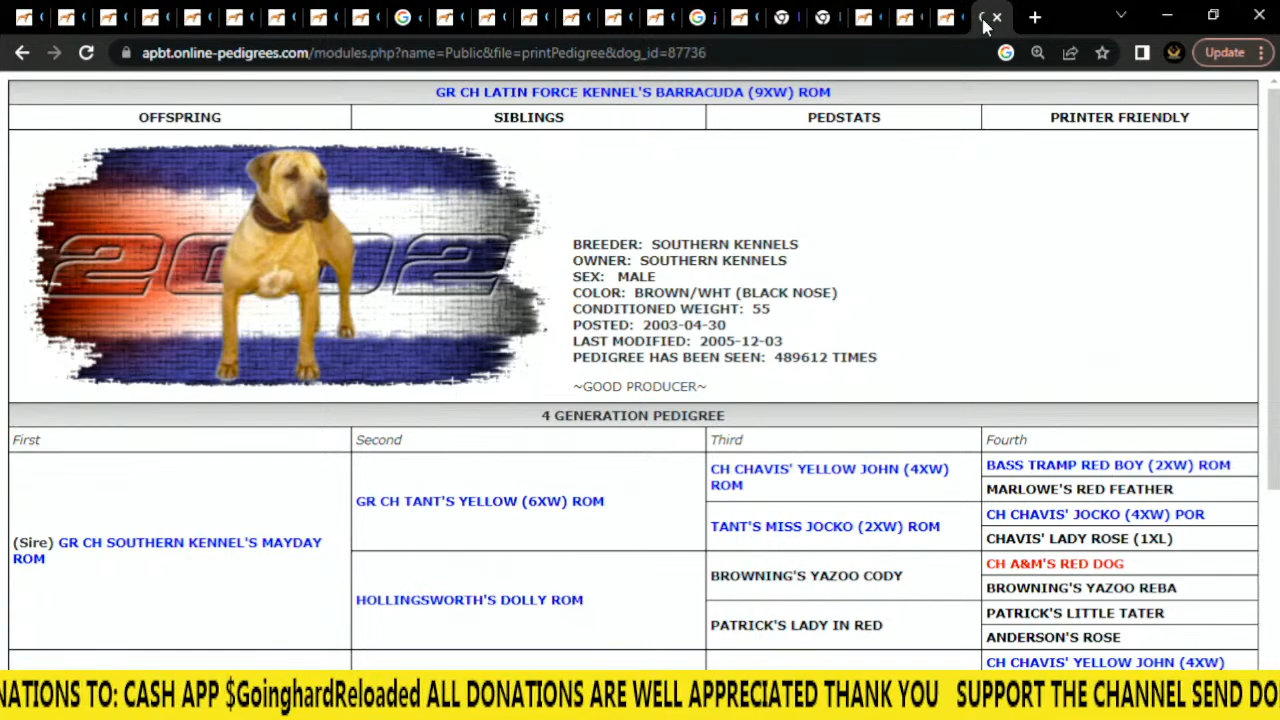 apbt.online-pedigrees.com/modules.php?name=Public&file=printPedigree&dog_id=87736
Update
GR CH LATIN FORCE KENNEL'S BARRACUDA (9XW) ROM
OFFSPRING SIBLINGS PEDSTATS PRINTER FRIENDLY
2002
BREEDER: SOUTHERN KENNELS
OWNER: SOUTHERN KENNELS
SEX: MALE
COLOR: BROWN/WHT (BLACK NOSE)
CONDITIONED WEIGHT: 55
POSTED: 2003-04-30
LAST MODIFIED: 2005-12-03
PEDIGREE HAS BEEN SEEN: 489612 TIMES
~GOOD PRODUCER~
4 GENERATION PEDIGREE
First Second Third Fourth
(Sire) GR CH SOUTHERN KENNEL'S MAYDAY
ROM
GR CH TANT'S YELLOW (6XW) ROM
HOLLINGSWORTH'S DOLLY ROM
CH CHAVIS' YELLOW JOHN (4XW)
ROM
TANT'S MISS JOCKO (2XW) ROM
BROWNING'S YAZOO CODY
PATRICK'S LADY IN RED
BASS TRAMP RED BOY (2XW) ROM
MARLOWE'S RED FEATHER
CH CHAVIS' JOCKO (4XW) POR
CHAVIS' LADY ROSE (1XL)
CH A&M'S RED DOG
BROWNING'S YAZOO REBA
PATRICK'S LITTLE TATER
ANDERSON'S ROSE
CH CHAVIS' YELLOW JOHN (4XW)
NATIONS TO: CASH APP $GoinghardReloaded ALL DONATIONS ARE WELL APPRECIATED THANK YOU SUPPORT THE CHANNEL SEND DO